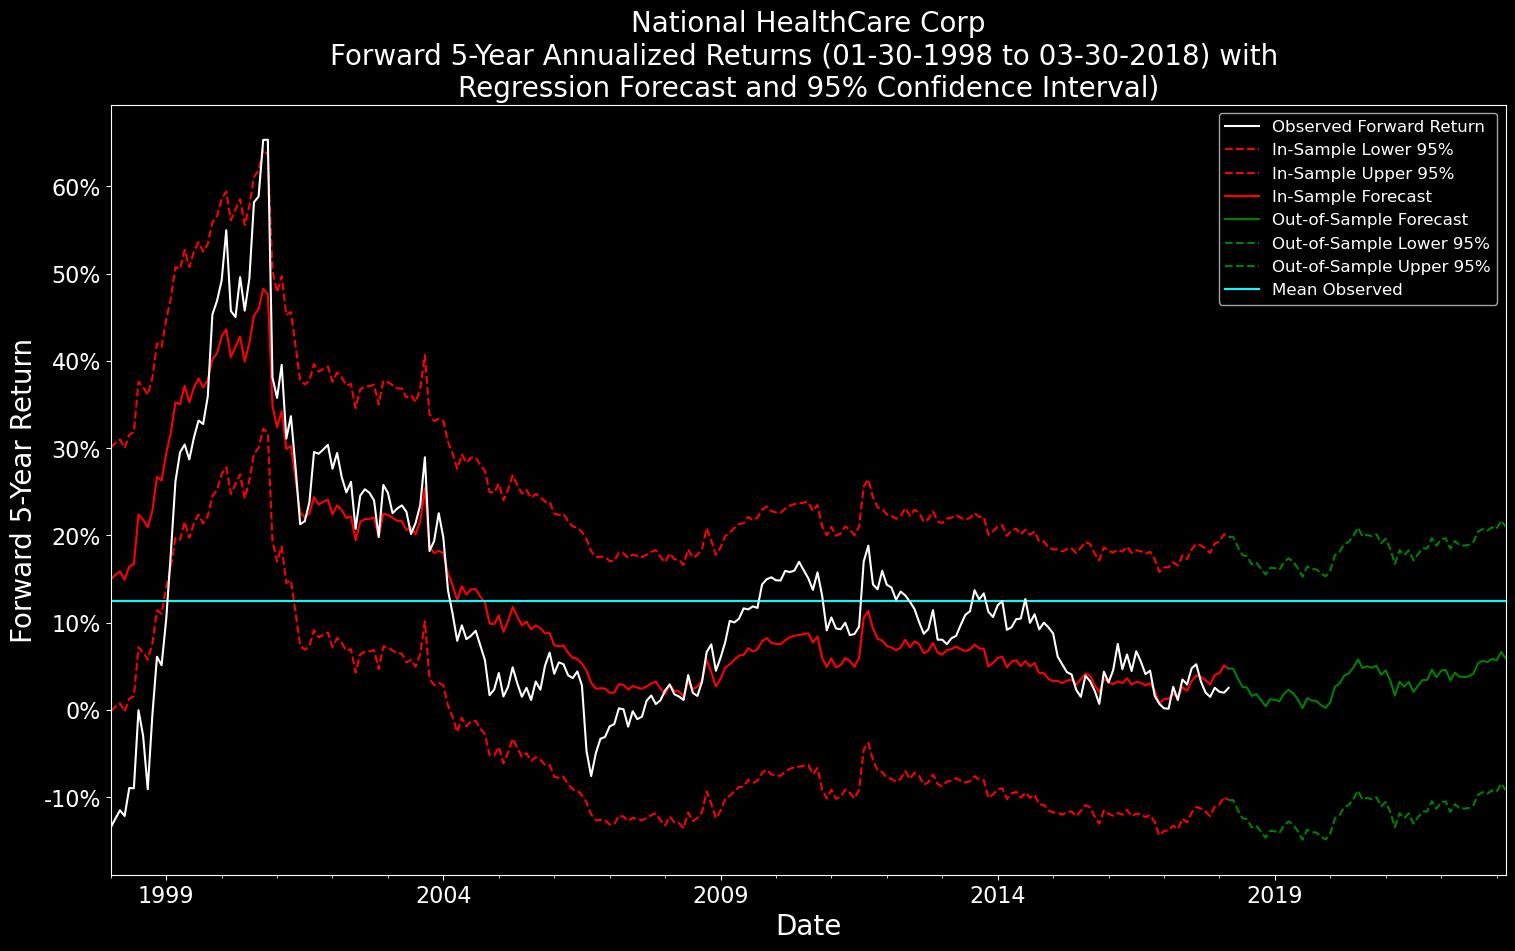 National HealthCare Corp
Forward 5-Year Annualized Returns (01-30-1998 to 03-30-2018) with
Regression Forecast and 95% Confidence Interval)
Observed Forward Return
In-Sample Lower 95%
In-Sample Upper 95%
In-Sample Forecast
Out-of-Sample Forecast
Out-of-Sample Lower 95%
Out-of-Sample Upper 95%
Mean Observed
Forward 5-Year Return
60%
50%
40%
30%
20%
10%
0%
-10%
1999
2004
2009
2014
2019
Date